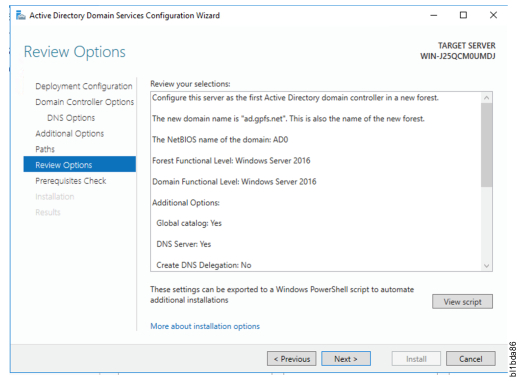 Active Directory Domain Services Configuration Wizard
Review Options
TARGET SERVER
WIN-J25QCM0UMDJ
Deployment Configuration
Domain Controller Options
DNS Options
Additional Options
Paths
Review Options
Prerequisites Check
Installation
Results
Review your selections:
Configure this server as the first Active Directory domain controller in a new forest.
The new domain name is "ad.gpfs.net". This is also the name of the new forest.
The NetBIOS name of the domain: AD0
Forest Functional Level: Windows Server 2016
Domain Functional Level: Windows Server 2016
Additional Options:
Global catalog: Yes
DNS Server: Yes
Create DNS Delegation: No
These settings can be exported to a Windows PowerShell script to automate
additional installations
View script
More about installation options
< Previous
Next >
Install
Cancel
bl1bda86